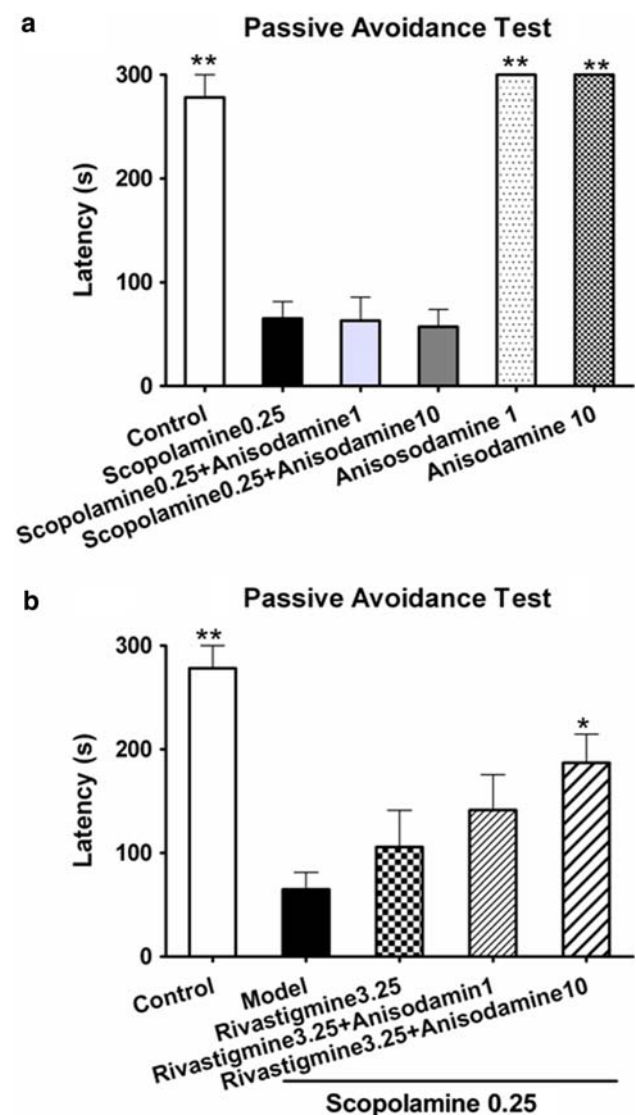 a
Passive Avoidance Test
Latency (s)
300
200
100
0
**
**
**
Control
Scopolamine0.25
Scopolamine0.25+Anisodamine1
Scopolamine0.25+Anisodamine10
Anisosodamine 1
Anisodamine 10
b
Passive Avoidance Test
Latency (s)
300
200
100
0
**
*
Control
Model
Rivastigmine3.25
Rivastigmine3.25+Anisodamin1
Rivastigmine3.25+Anisodamine10
Scopolamine 0.25